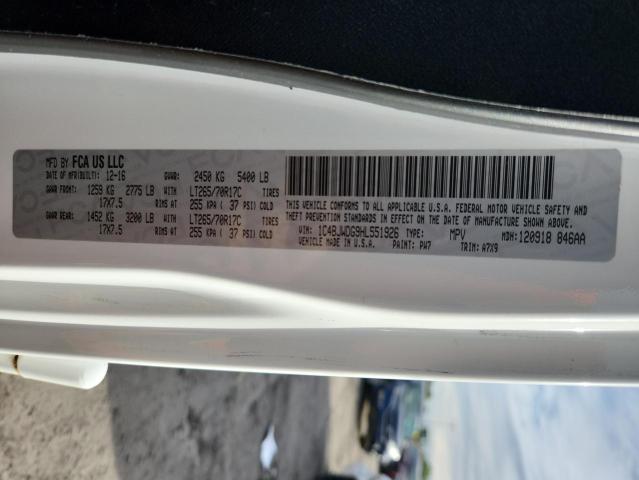 MFD BY FCA US LLC
DATE OF MFR(BUILT): 12-16 GVWR: 2450 KG 5400 LB
GAWR FRONT: 1259 KG 2775 LB WITH LT265/70R17C TIRES
17X7.5 RIMS AT 255 KPA ( 37 PSI) COLD
GAWR REAR: 1452 KG 3200 LB WITH LT265/70R17C TIRES
17X7.5 RIMS AT 255 KPA ( 37 PSI) COLD
THIS VEHICLE CONFORMS TO ALL APPLICABLE U.S.A. FEDERAL MOTOR VEHICLE SAFETY
AND THEFT PREVENTION STANDARDS IN EFFECT ON THE DATE OF MANUFACTURE SHOWN ABOVE.
VIN: 1C4BJWDG9HL551926 TYPE: MPV MDH: 120918 846AA
VEHICLE MADE IN U.S.A. PAINT: PW7 TRIM: A7X9